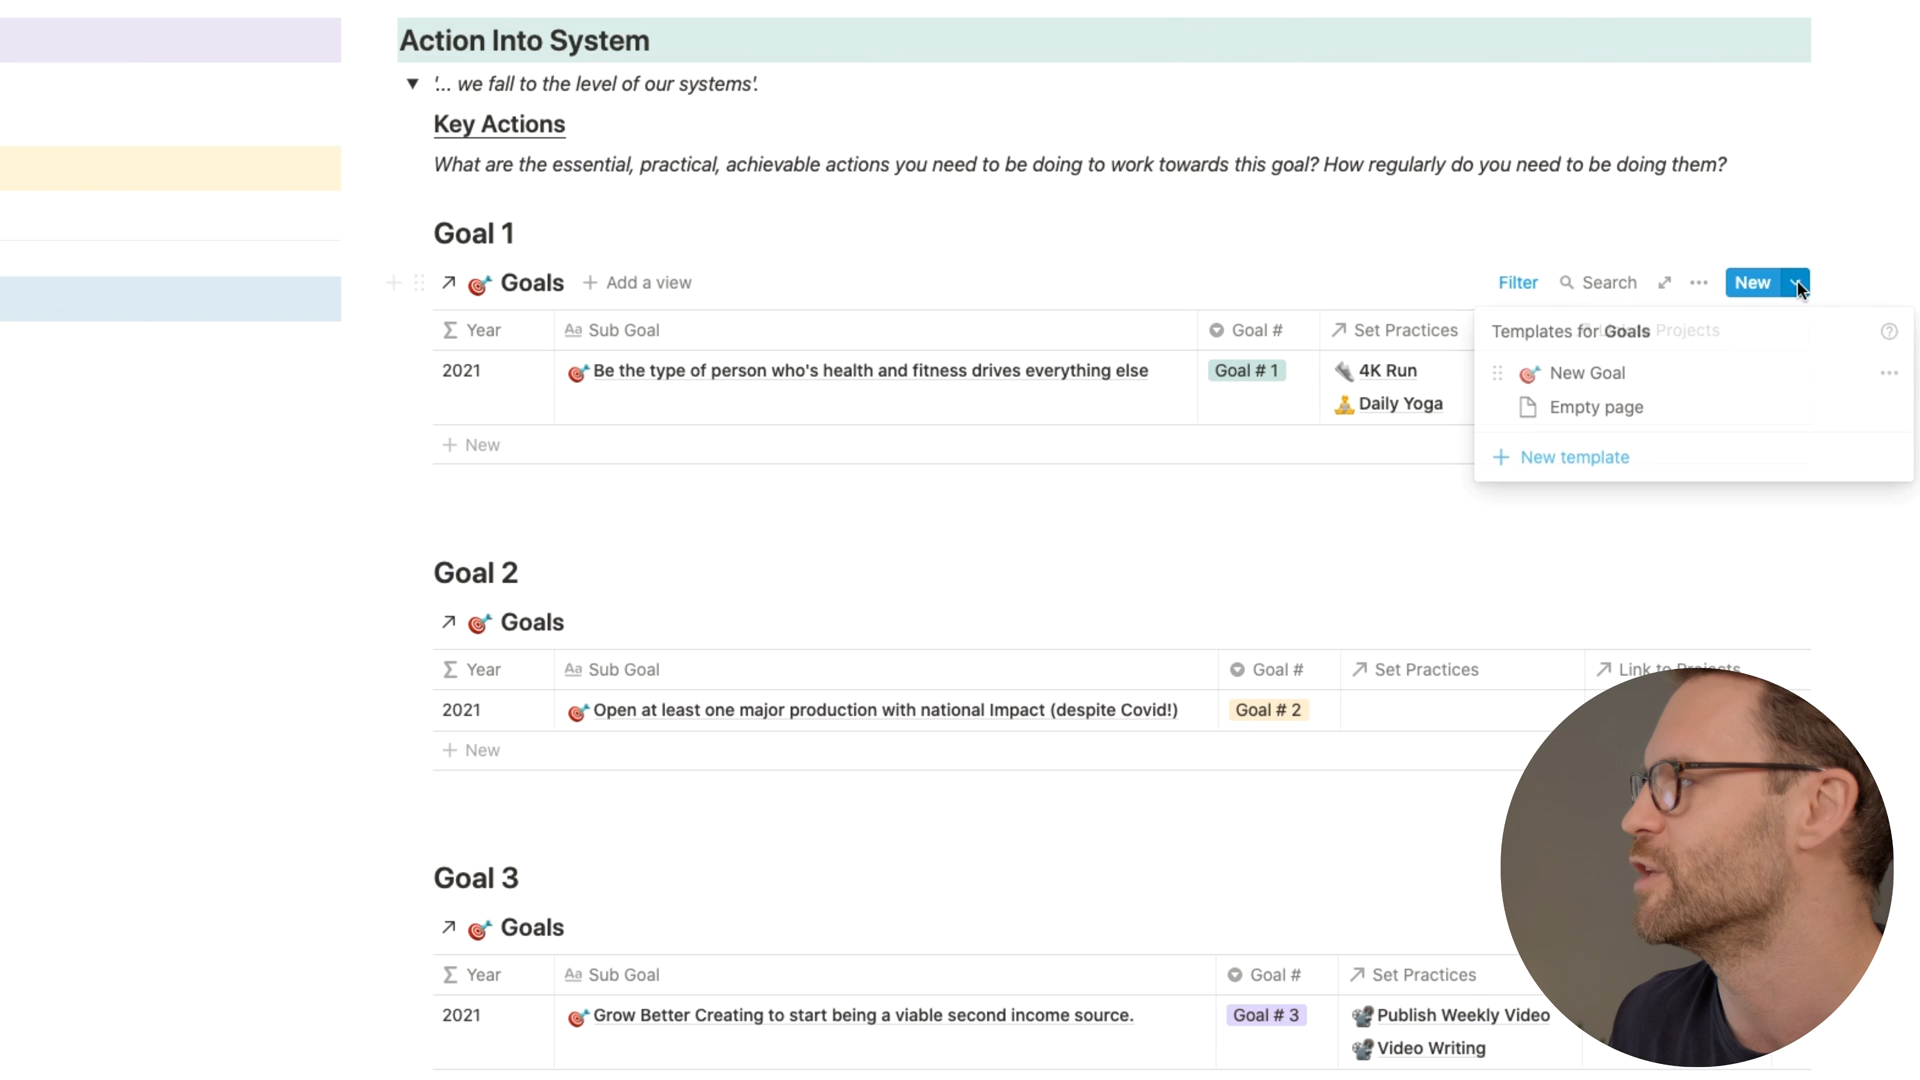 Action Into System
'... we fall to the level of our systems'.
Key Actions
What are the essential, practical, achievable actions you need to be doing to work towards this goal? How regularly do you need to be doing them?
Goal 1
Goals
Add a view
Filter
Search
New
Year
Sub Goal
Goal #
Set Practices
2021
Be the type of person who's health and fitness drives everything else
Goal # 1
4K Run
Daily Yoga
New
Templates for Goals
Projects
New Goal
Empty page
New template
Goal 2
Goals
Year
Sub Goal
Goal #
Set Practices
Link to Projects
2021
Open at least one major production with national Impact (despite Covid!)
Goal # 2
New
Goal 3
Goals
Year
Sub Goal
Goal #
Set Practices
2021
Grow Better Creating to start being a viable second income source.
Goal # 3
Publish Weekly Video
Video Writing